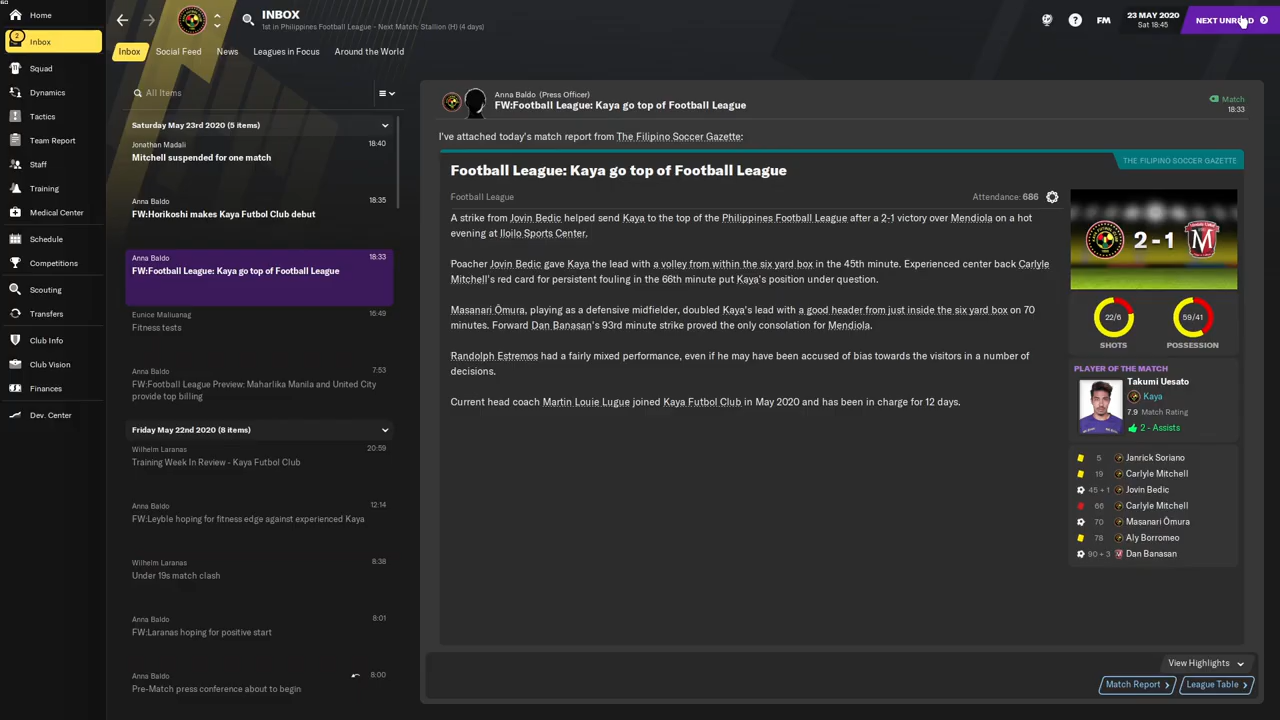 Home
2
Inbox
Squad
Dynamics
Tactics
Team Report
Staff
Training
Medical Center
Schedule
Competitions
Scouting
Transfers
Club Info
Club Vision
Finances
Dev. Center
INBOX
1st in Philippines Football League - Next Match: Stallion (H) (4 days)
?
FM
23 MAY 2020
Sat 18:45
NEXT UNREAD
Inbox
Social Feed
News
Leagues in Focus
Around the World
All Items
Saturday May 23rd 2020 (5 items)
Jonathan Madali
18:40
Mitchell suspended for one match
Anna Baldo
18:35
FW:Horikoshi makes Kaya Futbol Club debut
Anna Baldo
18:33
FW:Football League: Kaya go top of Football League
Eunice Maliuanag
16:49
Fitness tests
Anna Baldo
7:53
FW:Football League Preview: Maharlika Manila and United City
provide top billing
Friday May 22nd 2020 (8 items)
Wilhelm Laranas
20:59
Training Week In Review - Kaya Futbol Club
Anna Baldo
12:14
FW:Leyble hoping for fitness edge against experienced Kaya
Wilhelm Laranas
8:38
Under 19s match clash
Anna Baldo
8:01
FW:Laranas hoping for positive start
Anna Baldo
8:00
Pre-Match press conference about to begin
Anna Baldo (Press Officer)
FW:Football League: Kaya go top of Football League
Match
18:33
I've attached today's match report from The Filipino Soccer Gazette:
THE FILIPINO SOCCER GAZETTE
Football League: Kaya go top of Football League
Football League
Attendance: 686
A strike from Jovin Bedic helped send Kaya to the top of the Philippines Football League after a 2-1 victory over Mendiola on a hot
evening at Iloilo Sports Center.
Poacher Jovin Bedic gave Kaya the lead with a volley from within the six yard box in the 45th minute. Experienced center back Carlyle
Mitchell's red card for persistent fouling in the 66th minute put Kaya's position under question.
Masanari Ōmura, playing as a defensive midfielder, doubled Kaya's lead with a good header from just inside the six yard box on 70
minutes. Forward Dan Banasan's 93rd minute strike proved the only consolation for Mendiola.
Randolph Estremos had a fairly mixed performance, even if he may have been accused of bias towards the visitors in a number of
decisions.
Current head coach Martin Louie Lugue joined Kaya Futbol Club in May 2020 and has been in charge for 12 days.
2 - 1
M
22/6
59/41
SHOTS
POSSESSION
PLAYER OF THE MATCH
Takumi Uesato
Kaya
7.9 Match Rating
2 - Assists
5 Janrick Soriano
19 Carlyle Mitchell
45 + 1 Jovin Bedic
66 Carlyle Mitchell
70 Masanari Ōmura
78 Aly Borromeo
90 + 3 Dan Banasan
View Highlights
Match Report
League Table